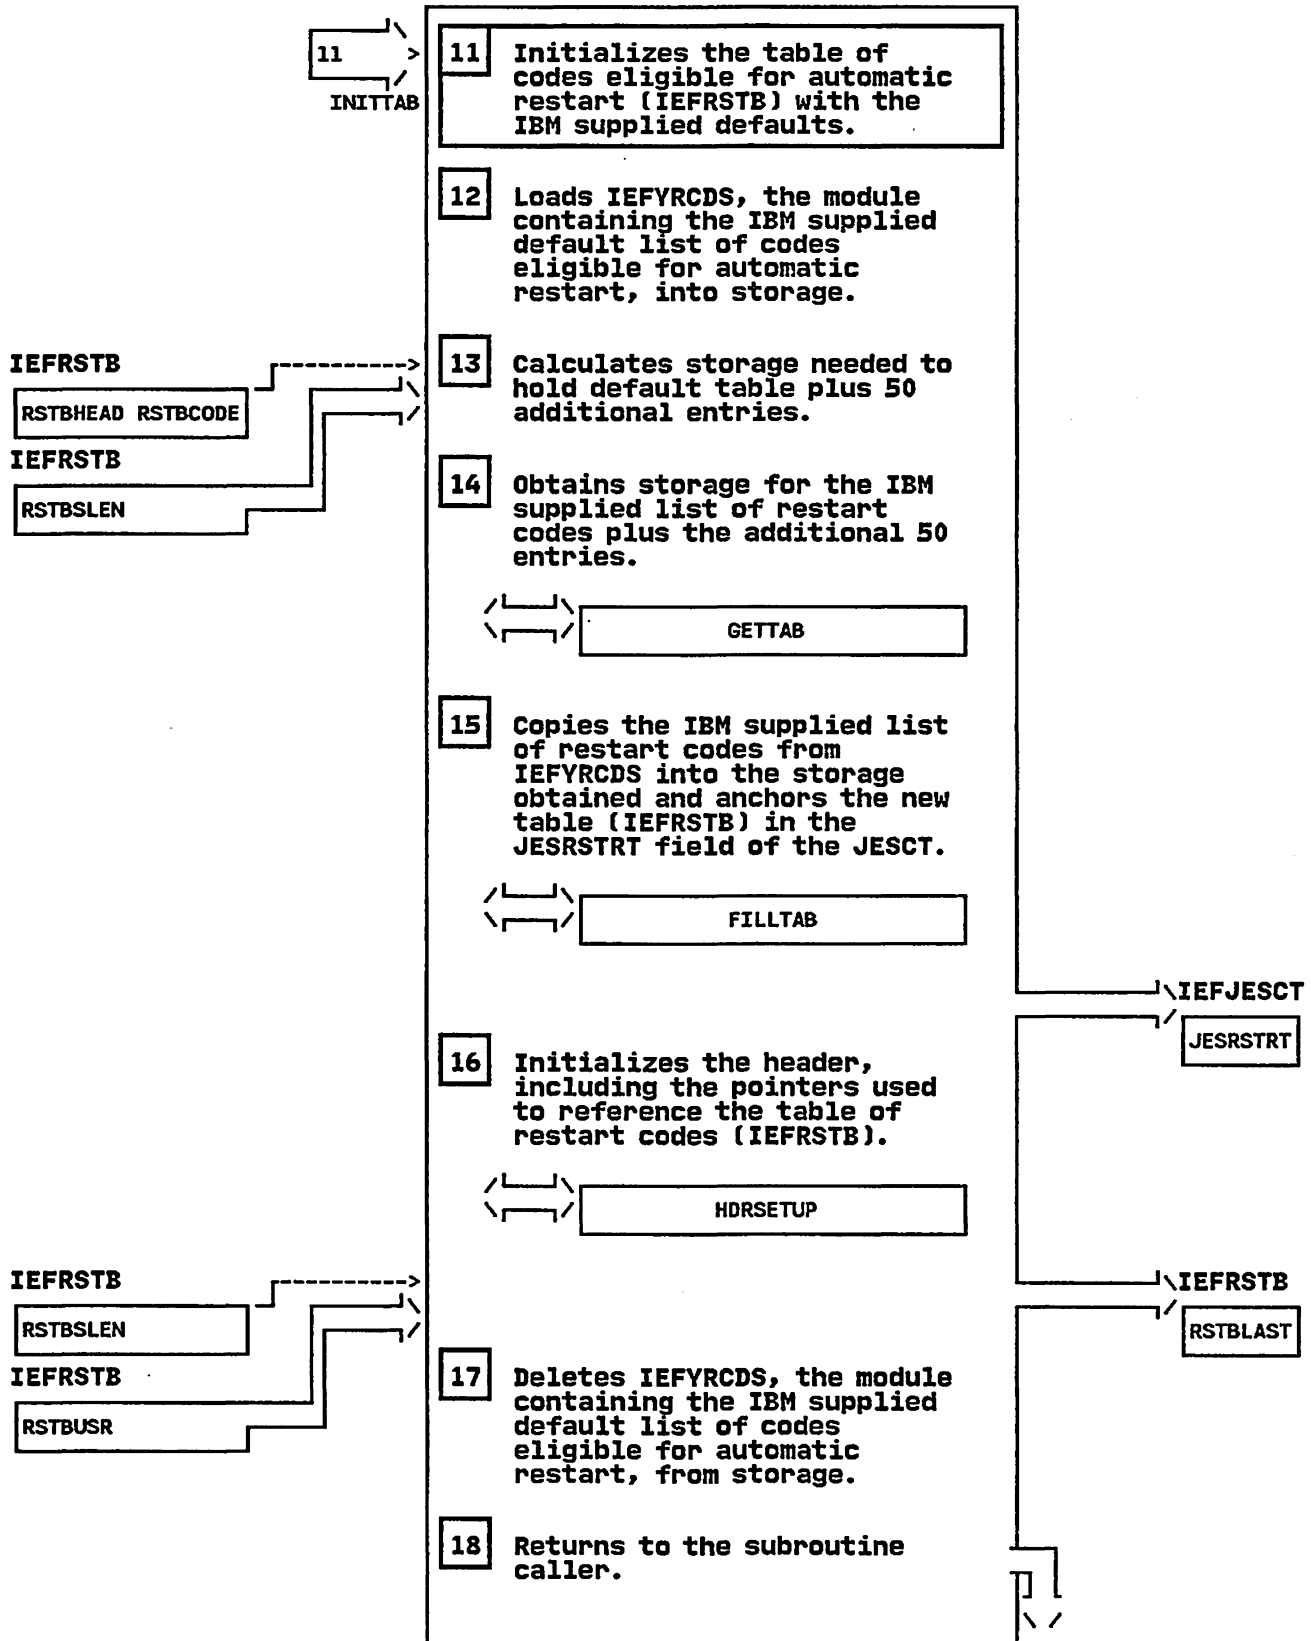 11
INITTAB
11 Initializes the table of
codes eligible for automatic
restart (IEFRSTB) with the
IBM supplied defaults.
12 Loads IEFYRCDS, the module
containing the IBM supplied
default list of codes
eligible for automatic
restart, into storage.
IEFRSTB
RSTBHEAD RSTBCODE
IEFRSTB
RSTBSLEN
13 Calculates storage needed to
hold default table plus 50
additional entries.
14 Obtains storage for the IBM
supplied list of restart
codes plus the additional 50
entries.
GETTAB
15 Copies the IBM supplied list
of restart codes from
IEFYRCDS into the storage
obtained and anchors the new
table (IEFRSTB) in the
JESRSTRT field of the JESCT.
FILLTAB
IEFJESCT
JESRSTRT
16 Initializes the header,
including the pointers used
to reference the table of
restart codes (IEFRSTB).
HDRSETUP
IEFRSTB
RSTBSLEN
IEFRSTB
RSTBUSR
IEFRSTB
RSTBLAST
17 Deletes IEFYRCDS, the module
containing the IBM supplied
default list of codes
eligible for automatic
restart, from storage.
18 Returns to the subroutine
caller.